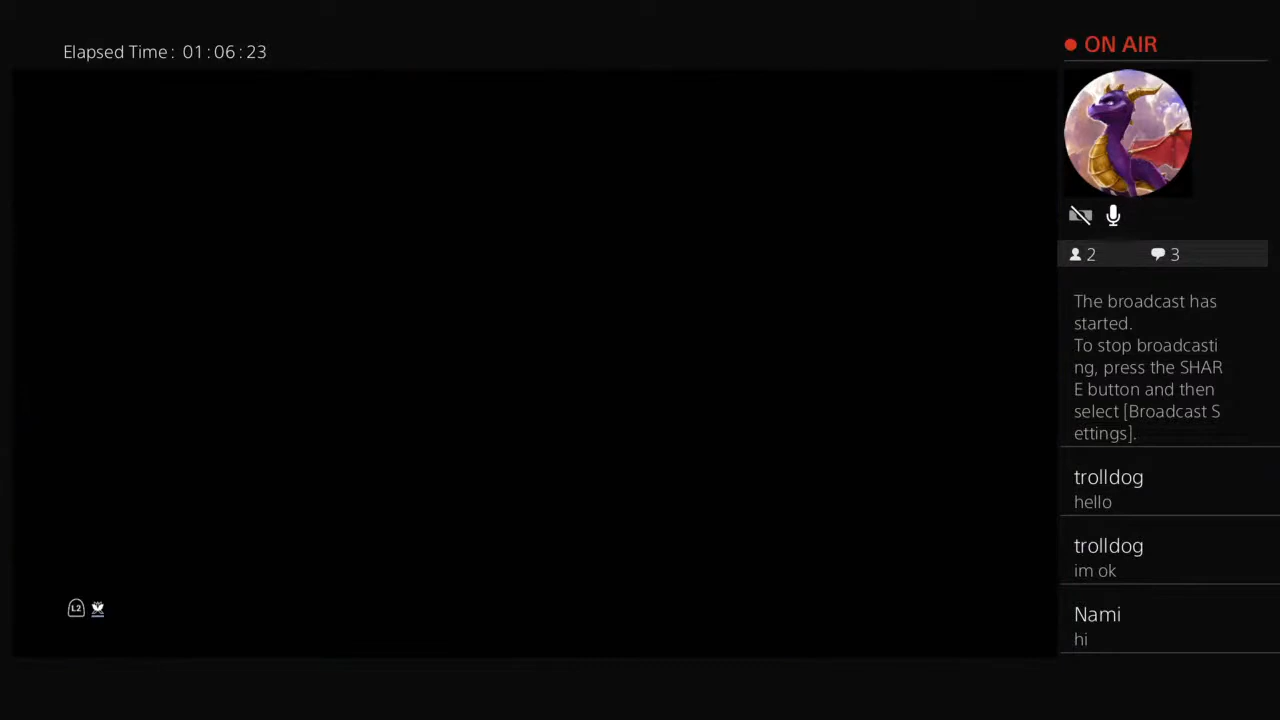 Elapsed Time: 01:06:23
ON AIR
2 3
The broadcast has
started.
To stop broadcasti
ng, press the SHAR
E button and then
select [Broadcast S
ettings].
trolldog
hello
trolldog
im ok
Nami
hi
L2